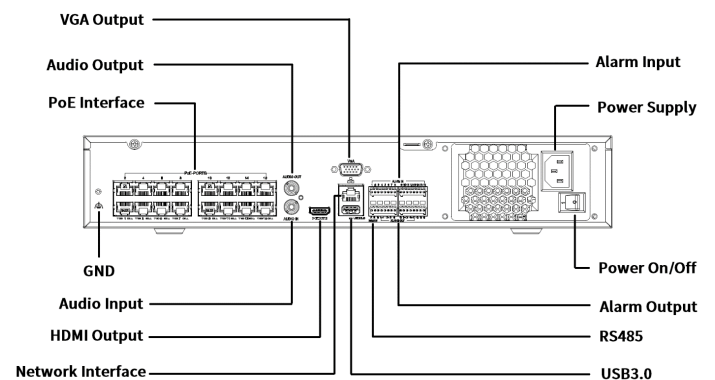 VGA Output
Audio Output
Alarm Input
PoE Interface
Power Supply
PoE-PORTS
AUDIO OUT
VGA
AUDIO IN
GND
Power On/Off
Audio Input
Alarm Output
HDMI Output
RS485
Network Interface
USB3.0